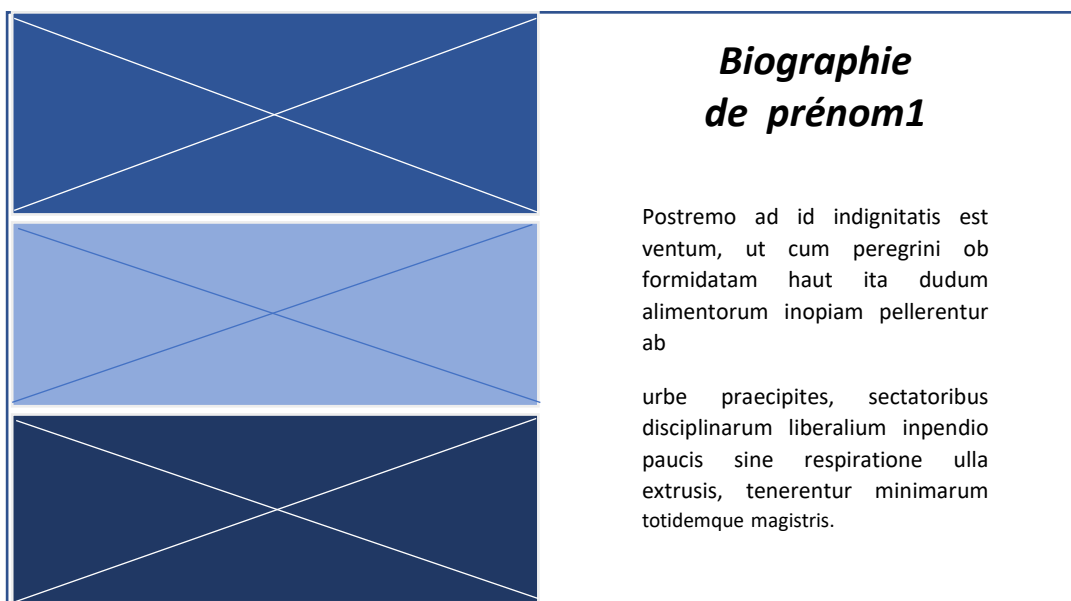 Biographie
de prénom1
Postremo ad id indignitatis est
ventum, ut cum peregrini ob
formidatam haut ita dudum
alimentorum inopiam pellerentur
ab
urbe praecipites, sectatoribus
disciplinarum liberalium inpendio
paucis sine respiratione ulla
extrusis, tenerentur minimarum
totidemque magistris.